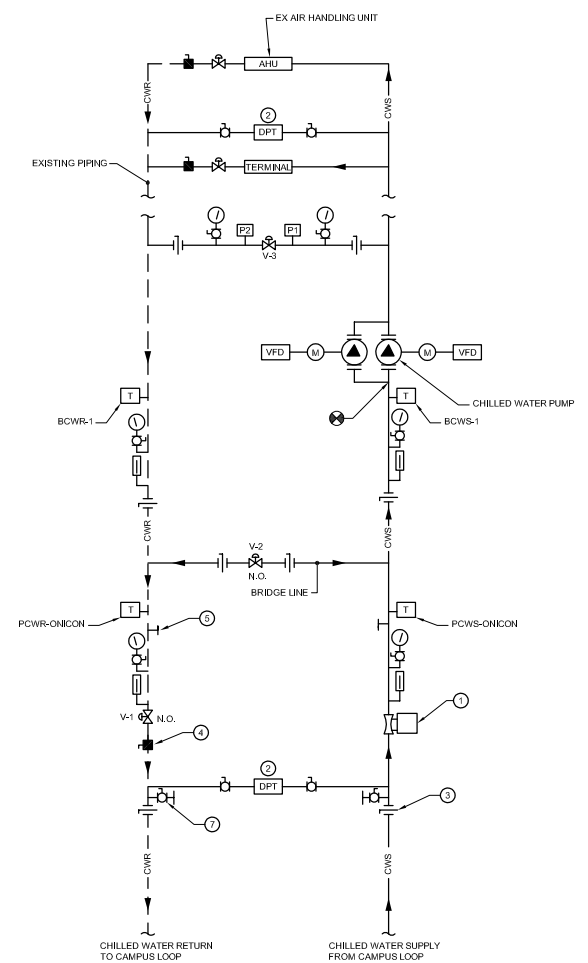 EX AIR HANDLING UNIT
AHU
CWR
CWS
2
DPT
EXISTING PIPING
TERMINAL
P2
P1
V-3
VFD
M
M
VFD
CHILLED WATER PUMP
T
T
BCWR-1
BCWS-1
CWR
CWS
V-2
N.O.
BRIDGE LINE
T
T
PCWR-ONICON
5
PCWS-ONICON
1
V-1
N.O.
4
2
DPT
3
7
CWR
CWS
CHILLED WATER RETURN
TO CAMPUS LOOP
CHILLED WATER SUPPLY
FROM CAMPUS LOOP